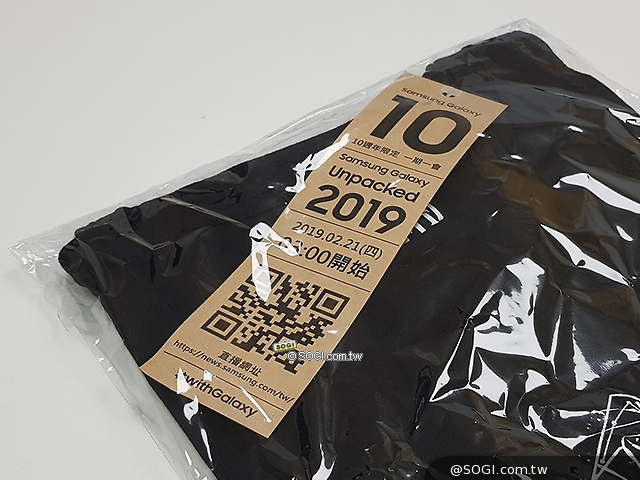 Samsung Galaxy
10
10週年限定 一期一會
Samsung Galaxy
Unpacked
2019
2019.02.21(四)
:00開始
SOGI
© SOGI.com.tw
直播網址
https://news.samsung.com/tw/
withGalaxy
@SOGI.com.tw